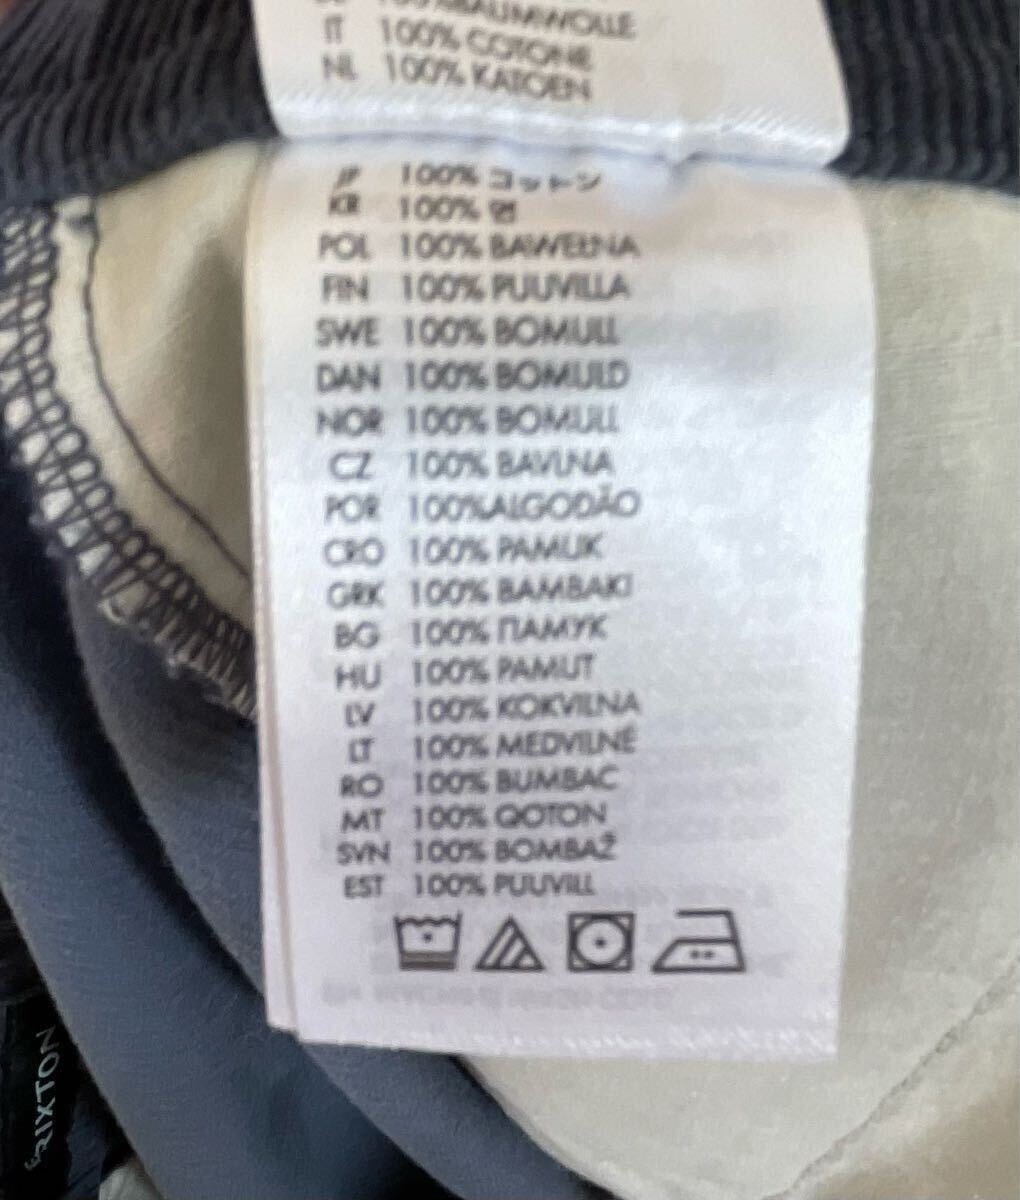 100% BAUMWOLLE
IT 100% COTONE
NL 100% KATOEN
JP 100% コットン
KR 100% 면
POL 100% BAWEŁNA
FIN 100% PUUVILLA
SWE 100% BOMULL
DAN 100% BOMULD
NOR 100% BOMULL
CZ 100% BAVLNA
POR 100%ALGODÃO
CRO 100% PAMUK
GRK 100% BAMBAKI
BG 100% ПАМУК
HU 100% PAMUT
LV 100% KOKVILNA
LT 100% MEDVILNĖ
RO 100% BUMBAC
MT 100% QOTON
SVN 100% BOMBAŽ
EST 100% PUUVILL
RIXTON